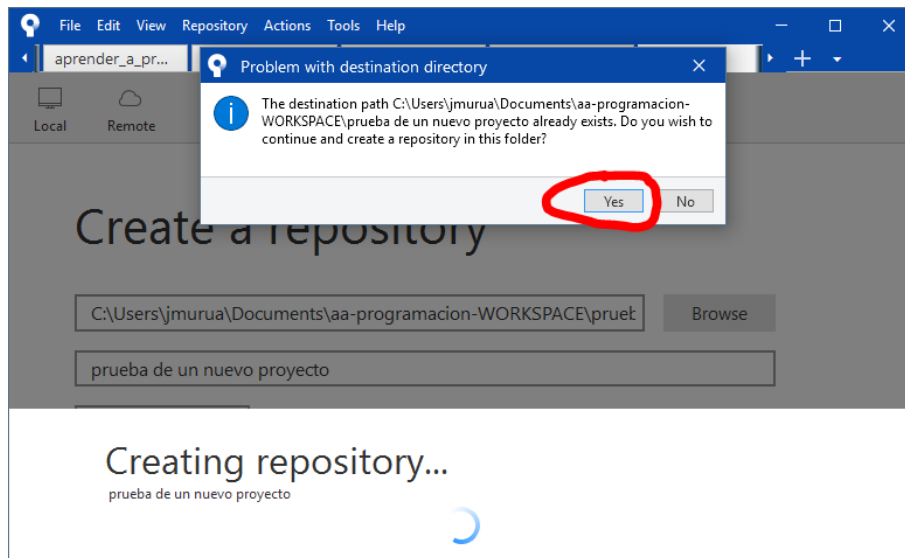 File Edit View Repository Actions Tools Help
aprender_a_pr...
Problem with destination directory
The destination path C:\Users\jmurua\Documents\aa-programacion-
WORKSPACE\prueba de un nuevo proyecto already exists. Do you wish to
continue and create a repository in this folder?
Yes No
Local Remote
Create a repository
C:\Users\jmurua\Documents\aa-programacion-WORKSPACE\prueb
Browse
prueba de un nuevo proyecto
Creating repository...
prueba de un nuevo proyecto